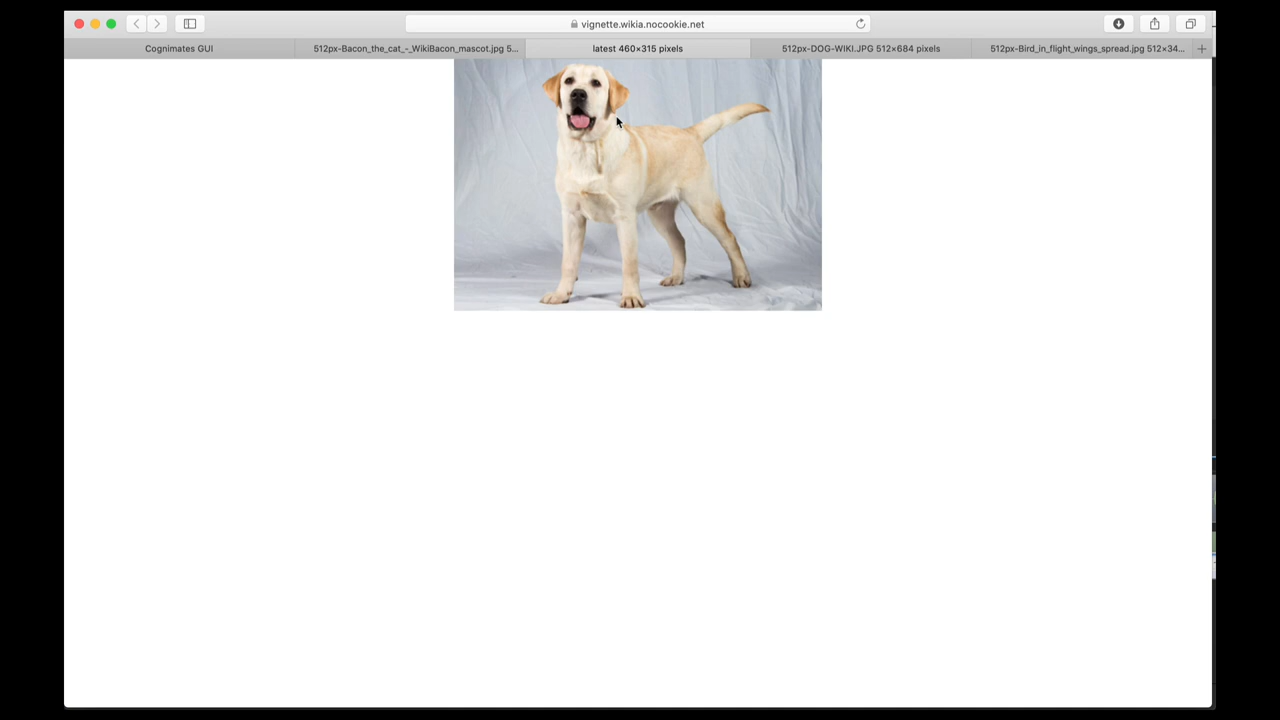 vignette.wikia.nocookie.net
Cognimates GUI
512px-Bacon_the_cat_-_WikiBacon_mascot.jpg 5...
latest 460×315 pixels
512px-DOG-WIKI.JPG 512×684 pixels
512px-Bird_in_flight_wings_spread.jpg 512×34...